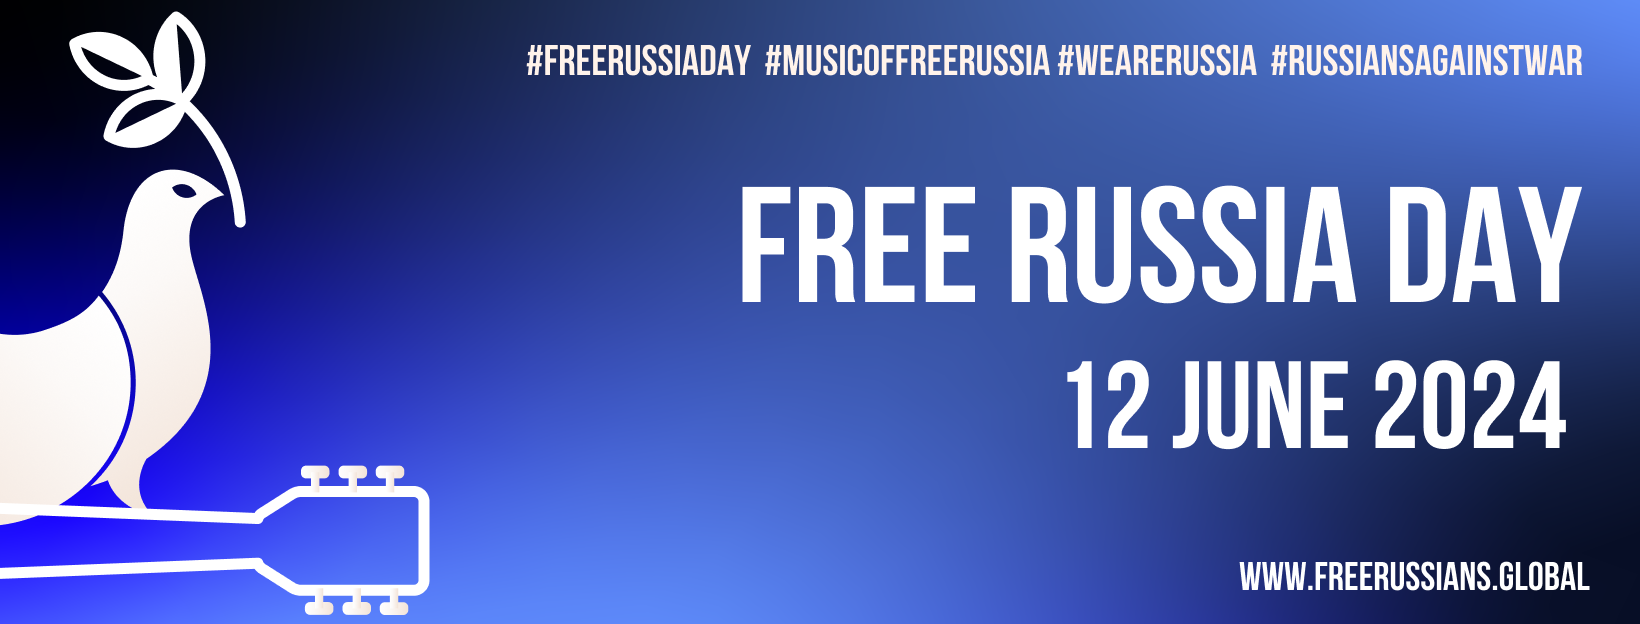 #FREERUSSIADAY #MUSICOFFREERUSSIA #WEARERUSSIA #RUSSIANSAGAINSTWAR
FREE RUSSIA DAY
12 JUNE 2024
WWW.FREERUSSIANS.GLOBAL